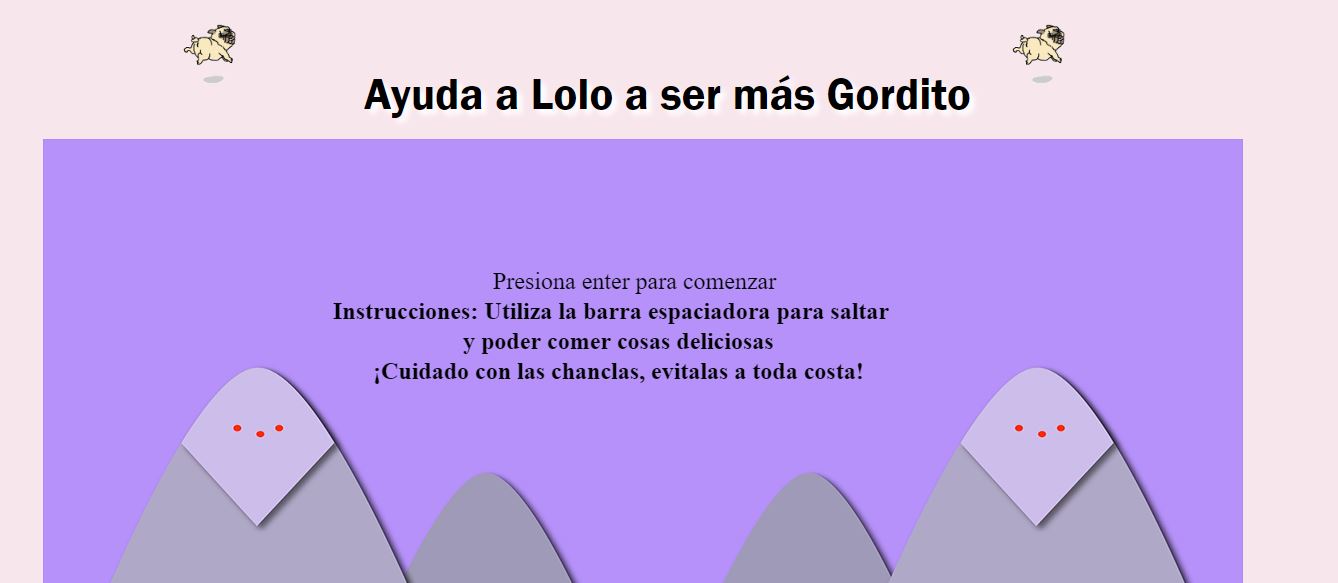 Ayuda a Lolo a ser más Gordito
Presiona enter para comenzar
Instrucciones: Utiliza la barra espaciadora para saltar
y poder comer cosas deliciosas
¡Cuidado con las chanclas, evitalas a toda costa!